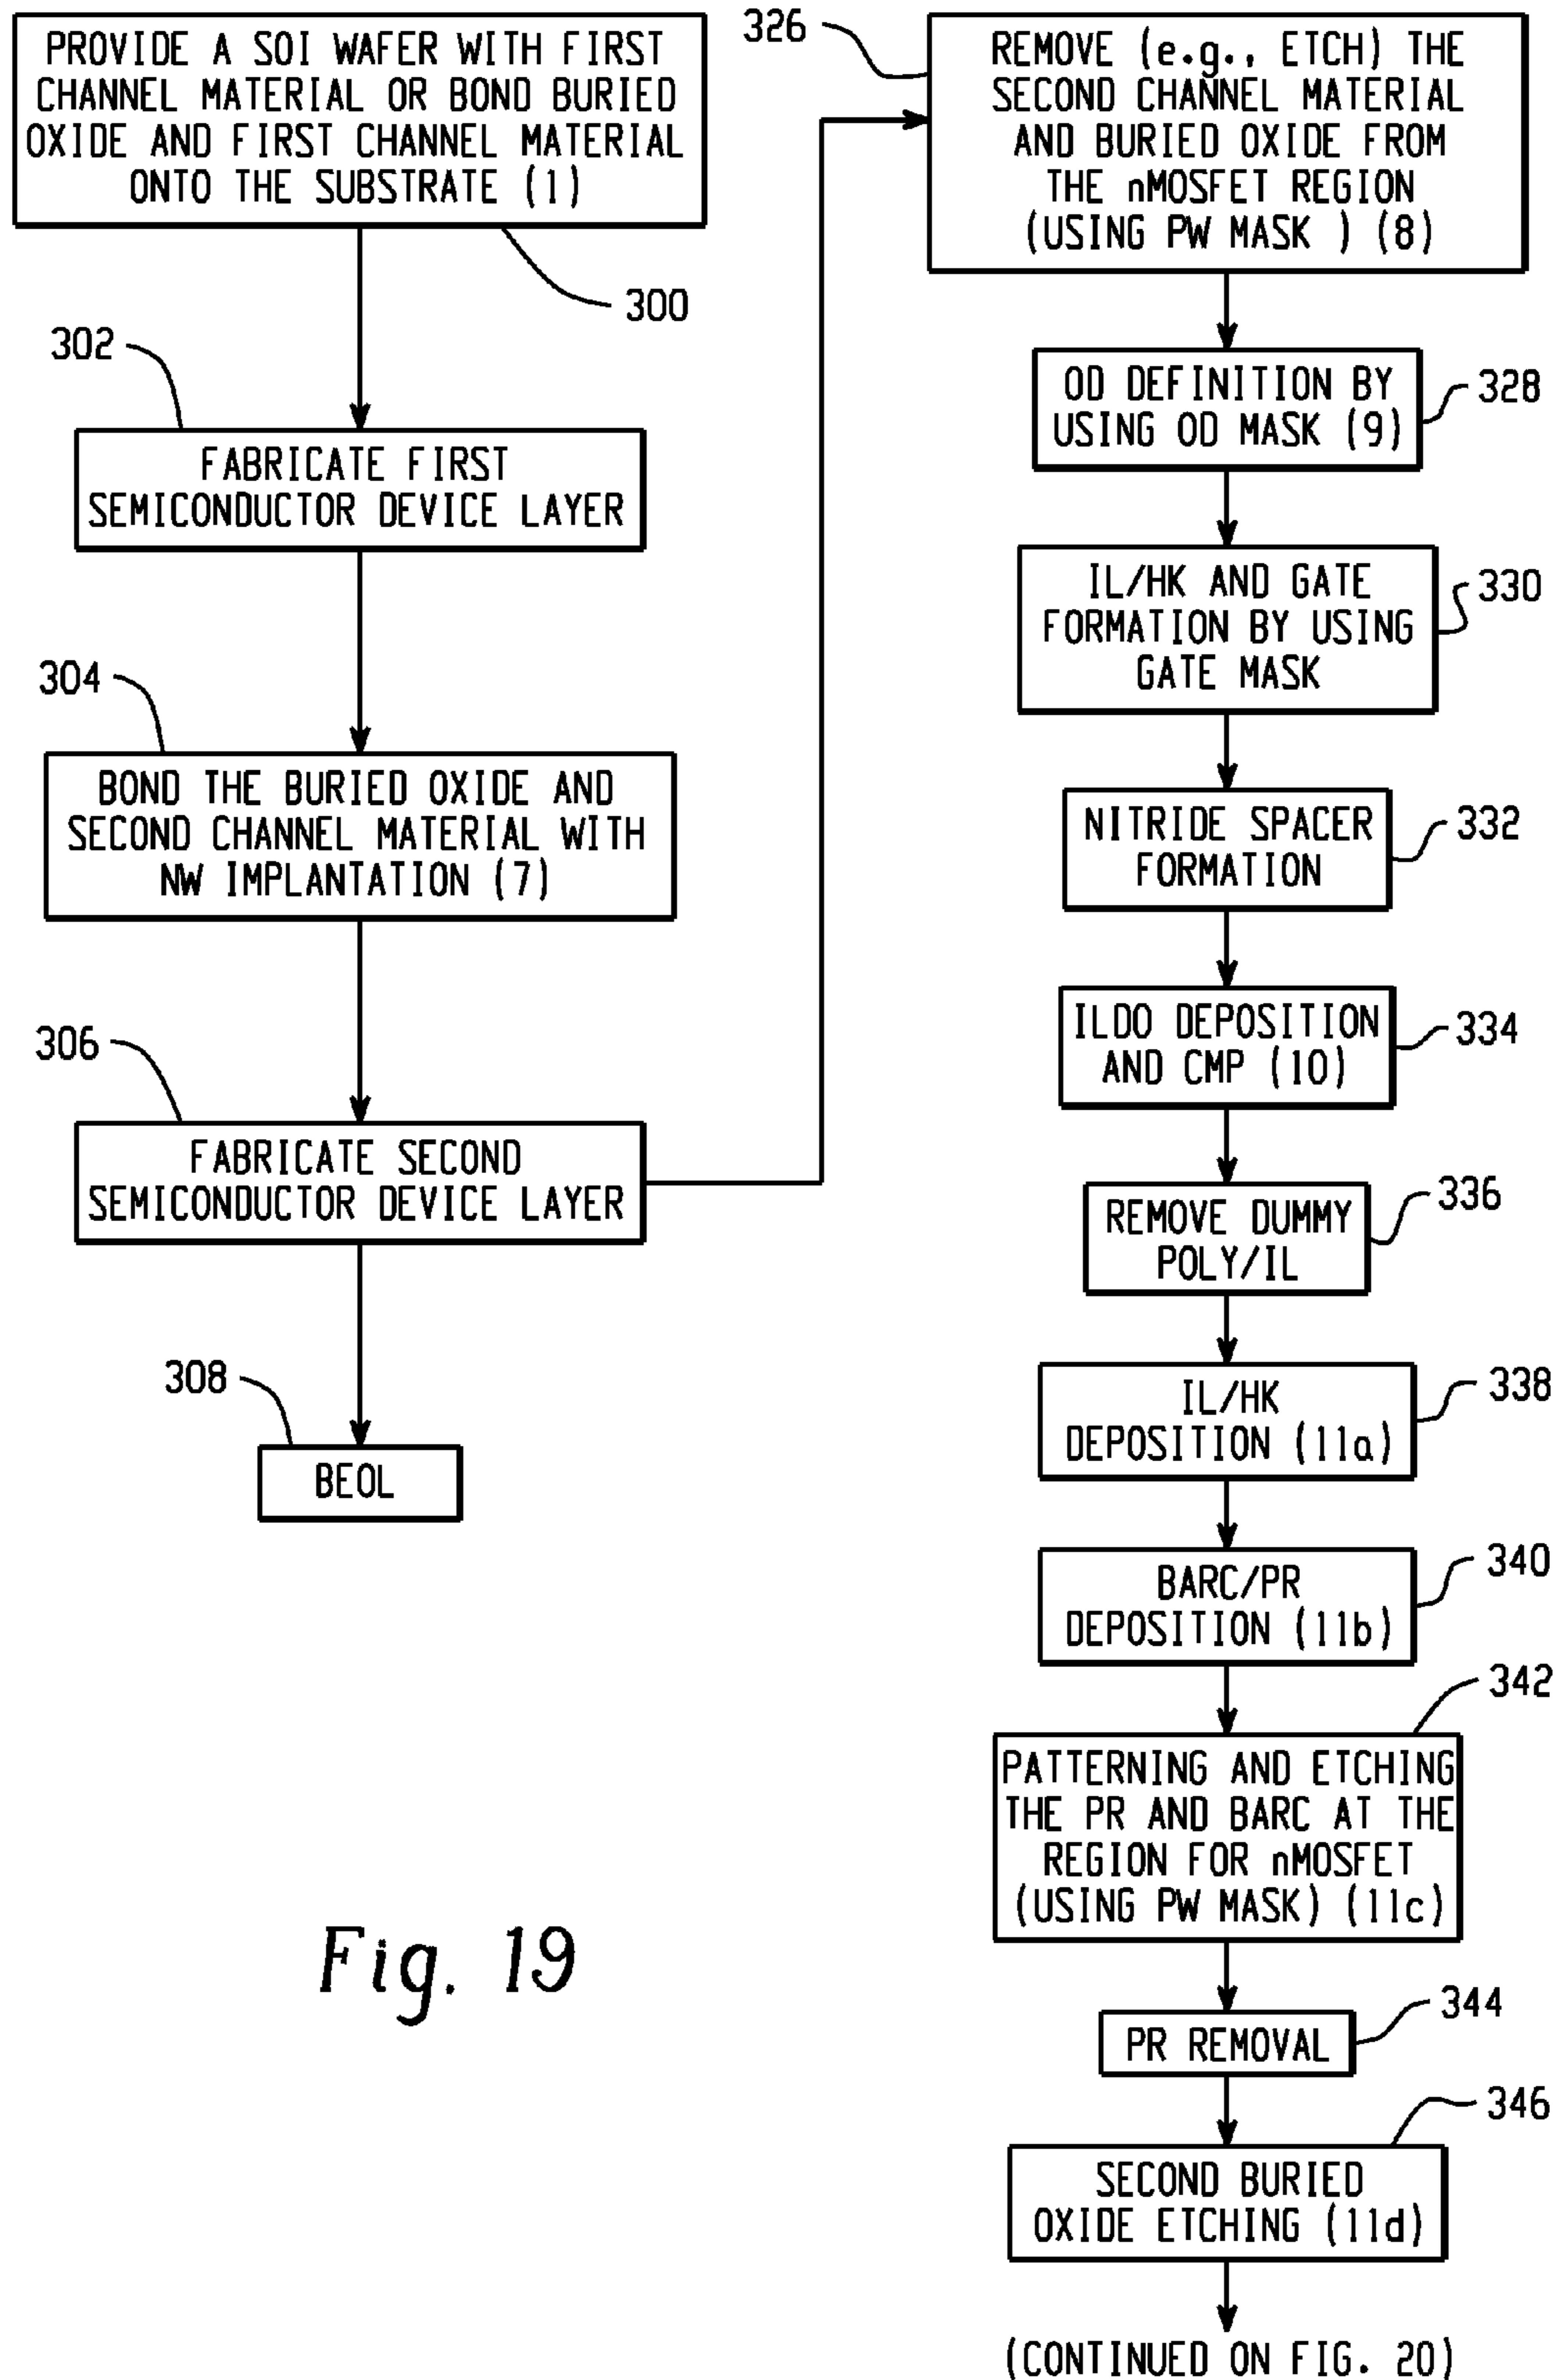 PROVIDE A SOI WAFER WITH FIRST
CHANNEL MATERIAL OR BOND BURIED
OXIDE AND FIRST CHANNEL MATERIAL
ONTO THE SUBSTRATE (1)
300
302
FABRICATE FIRST
SEMICONDUCTOR DEVICE LAYER
304
BOND THE BURIED OXIDE AND
SECOND CHANNEL MATERIAL WITH
NW IMPLANTATION (7)
306
FABRICATE SECOND
SEMICONDUCTOR DEVICE LAYER
308
BEOL
326
REMOVE (e.g., ETCH) THE
SECOND CHANNEL MATERIAL
AND BURIED OXIDE FROM
THE nMOSFET REGION
(USING PW MASK ) (8)
OD DEFINITION BY
USING OD MASK (9)
328
IL/HK AND GATE
FORMATION BY USING
GATE MASK
330
NITRIDE SPACER
FORMATION
332
ILDO DEPOSITION
AND CMP (10)
334
REMOVE DUMMY
POLY/IL
336
IL/HK
DEPOSITION (11a)
338
BARC/PR
DEPOSITION (11b)
340
342
PATTERNING AND ETCHING
THE PR AND BARC AT THE
REGION FOR nMOSFET
(USING PW MASK) (11c)
344
PR REMOVAL
346
SECOND BURIED
OXIDE ETCHING (11d)
(CONTINUED ON FIG. 20)
Fig. 19